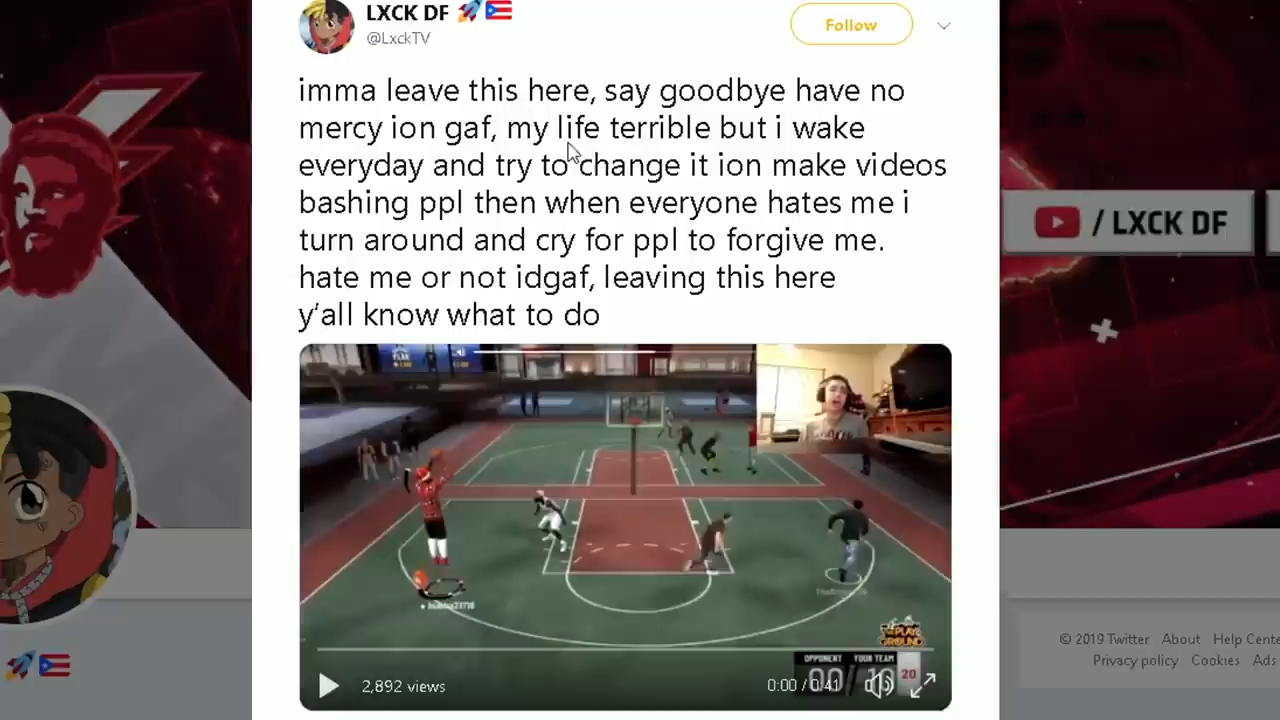 LXCK DF
@LxckTV
Follow
imma leave this here, say goodbye have no
mercy ion gaf, my life terrible but i wake
everyday and try to change it ion make videos
bashing ppl then when everyone hates me i
turn around and cry for ppl to forgive me.
hate me or not idgaf, leaving this here
y'all know what to do
/ LXCK DF
OPPONENT YOUR TEAM
20
2,892 views
0:00 / 0:41
© 2019 Twitter About Help Cente
Privacy policy Cookies Ads